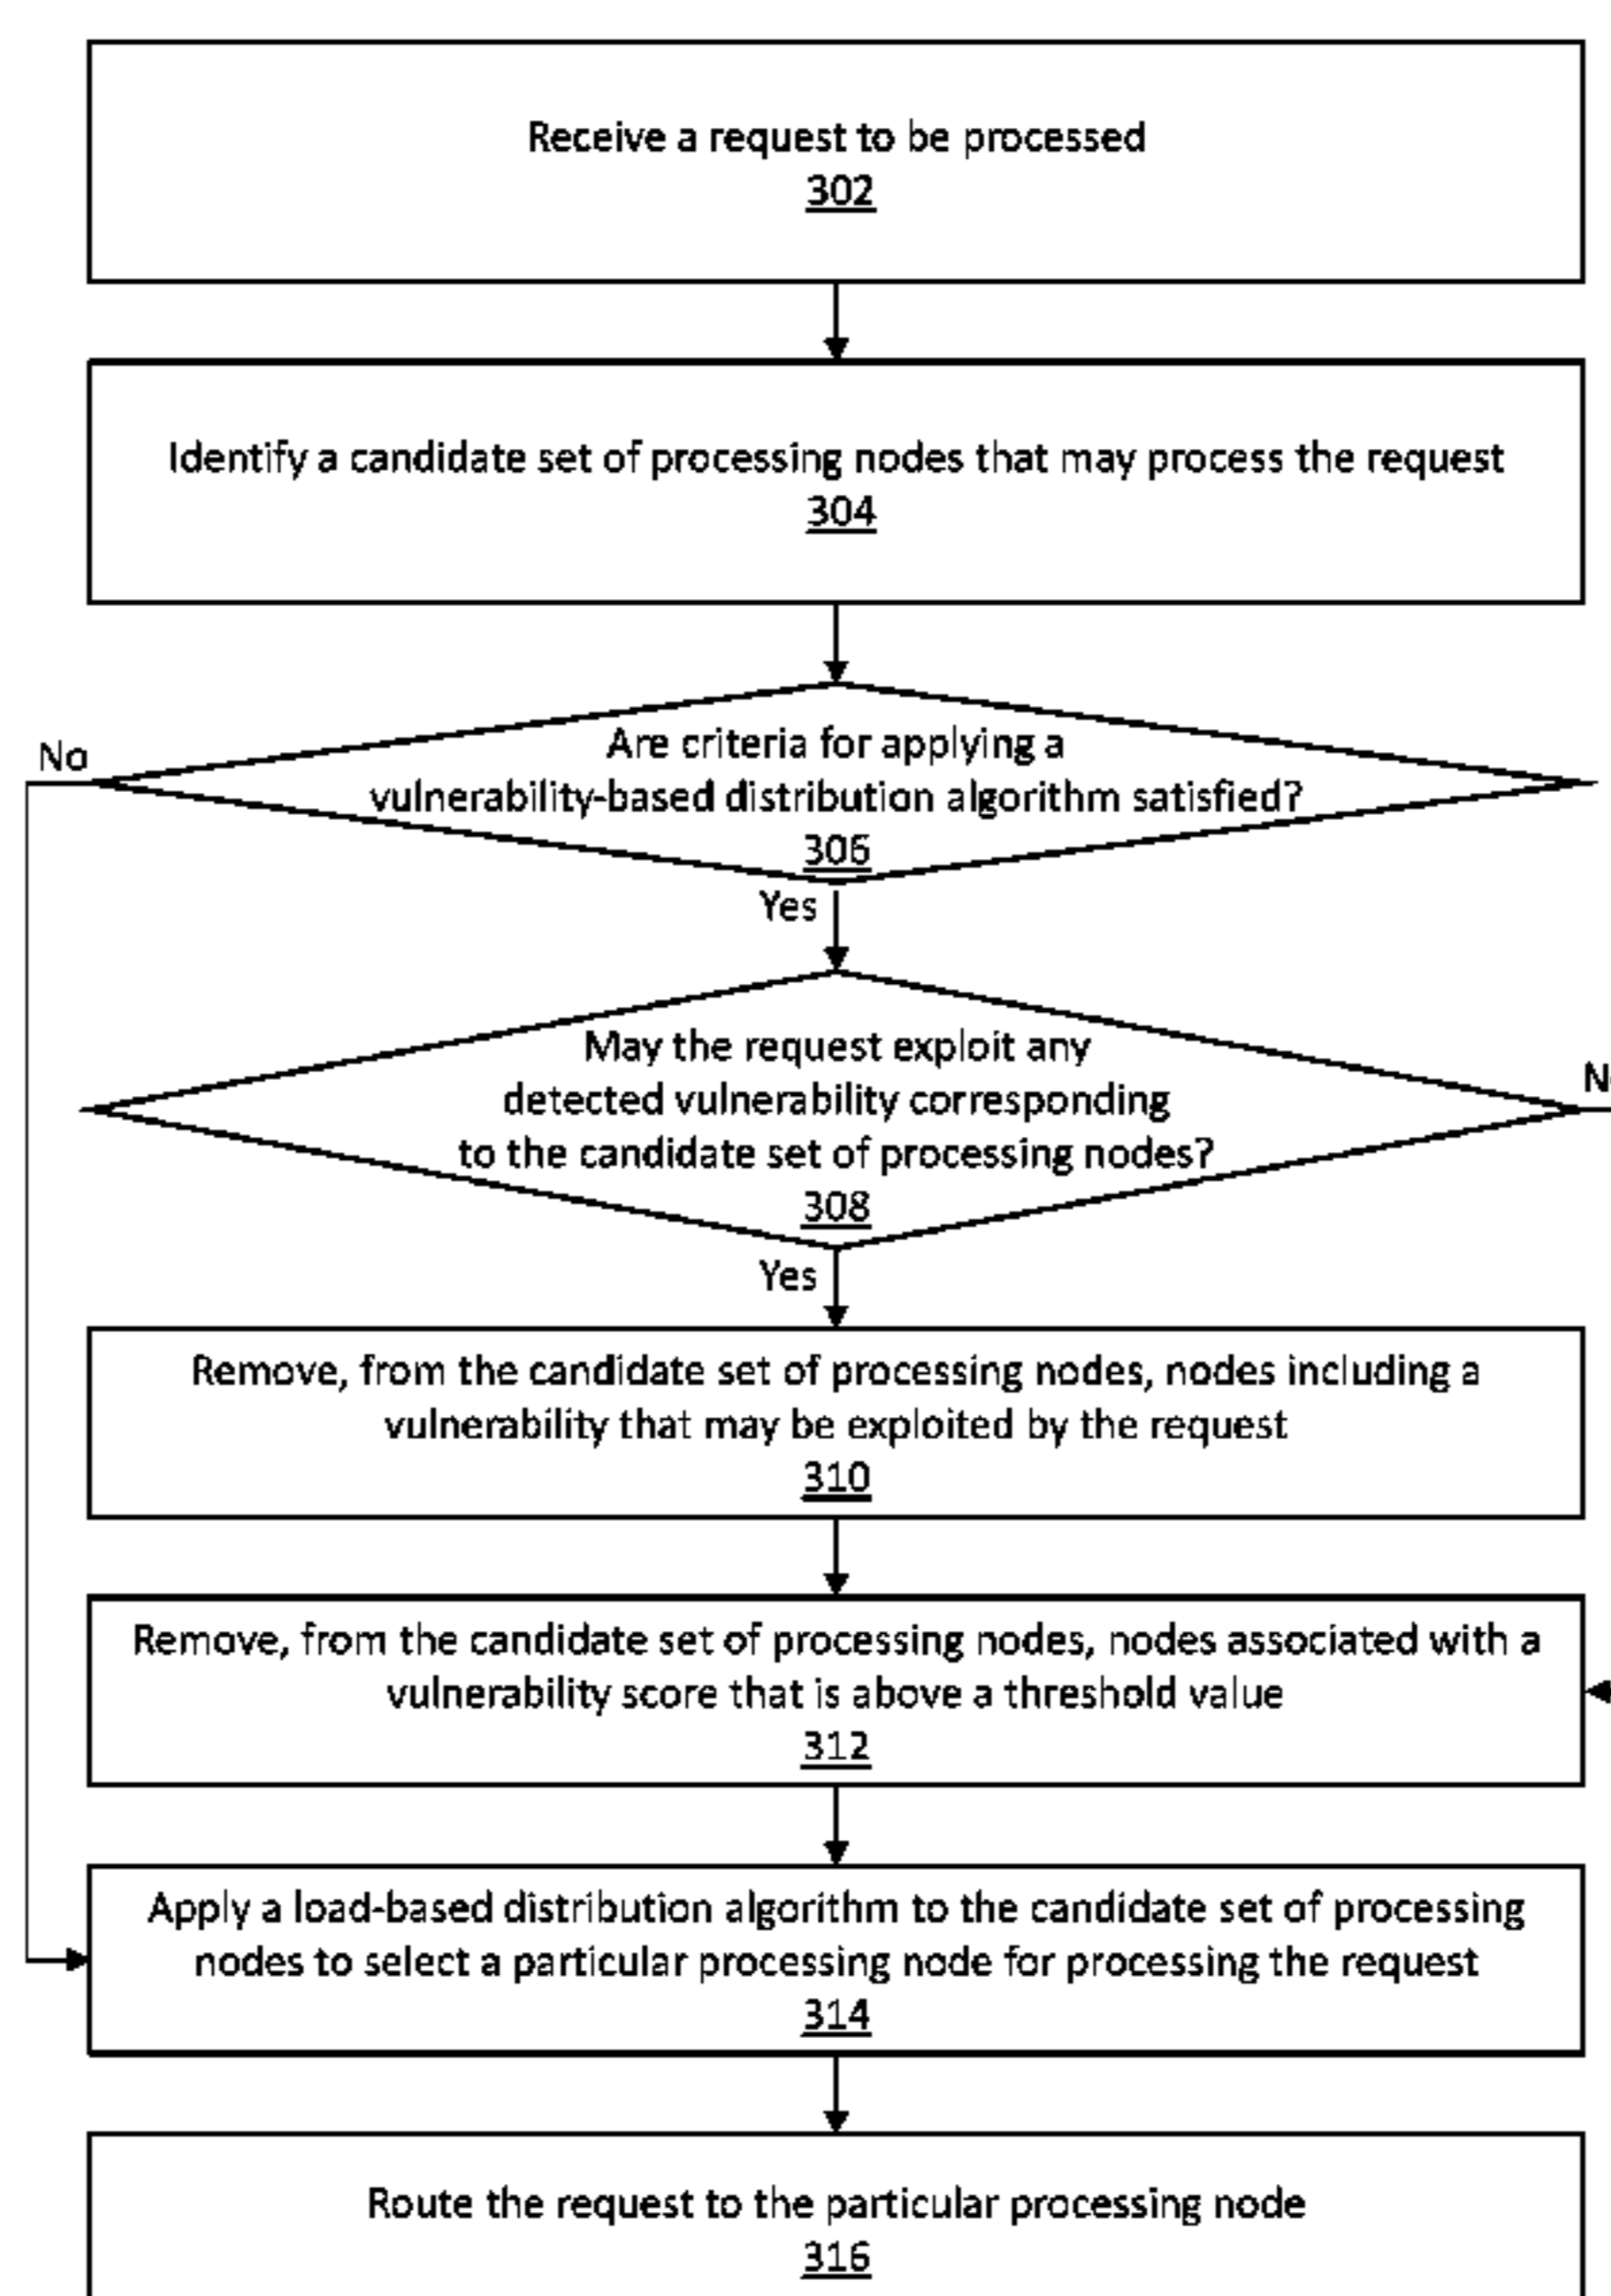 Receive a request to be processed
302
Identify a candidate set of processing nodes that may process the request
304
Are criteria for applying a
vulnerability-based distribution algorithm satisfied?
306
No
Yes
May the request exploit any
detected vulnerability corresponding
to the candidate set of processing nodes?
308
Yes
Remove, from the candidate set of processing nodes, nodes including a
vulnerability that may be exploited by the request
310
Remove, from the candidate set of processing nodes, nodes associated with a
vulnerability score that is above a threshold value
312
Apply a load-based distribution algorithm to the candidate set of processing
nodes to select a particular processing node for processing the request
314
Route the request to the particular processing node
316